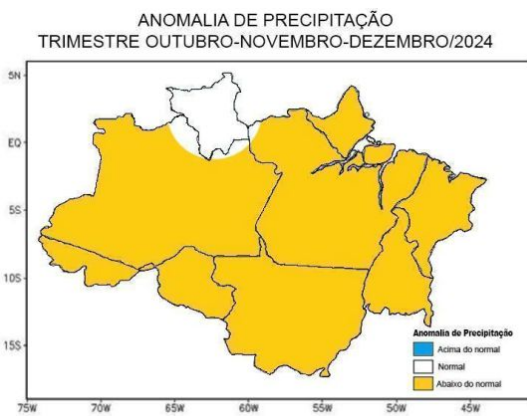 ANOMALIA DE PRECIPITAÇÃO
TRIMESTRE OUTUBRO-NOVEMBRO-DEZEMBRO/2024
5N
EQ
5S
10S
15S
75W 70W 65W 60W 55W 50W 45W
Anomalia de Precipitação
Acima do normal
Normal
Abaixo do normal